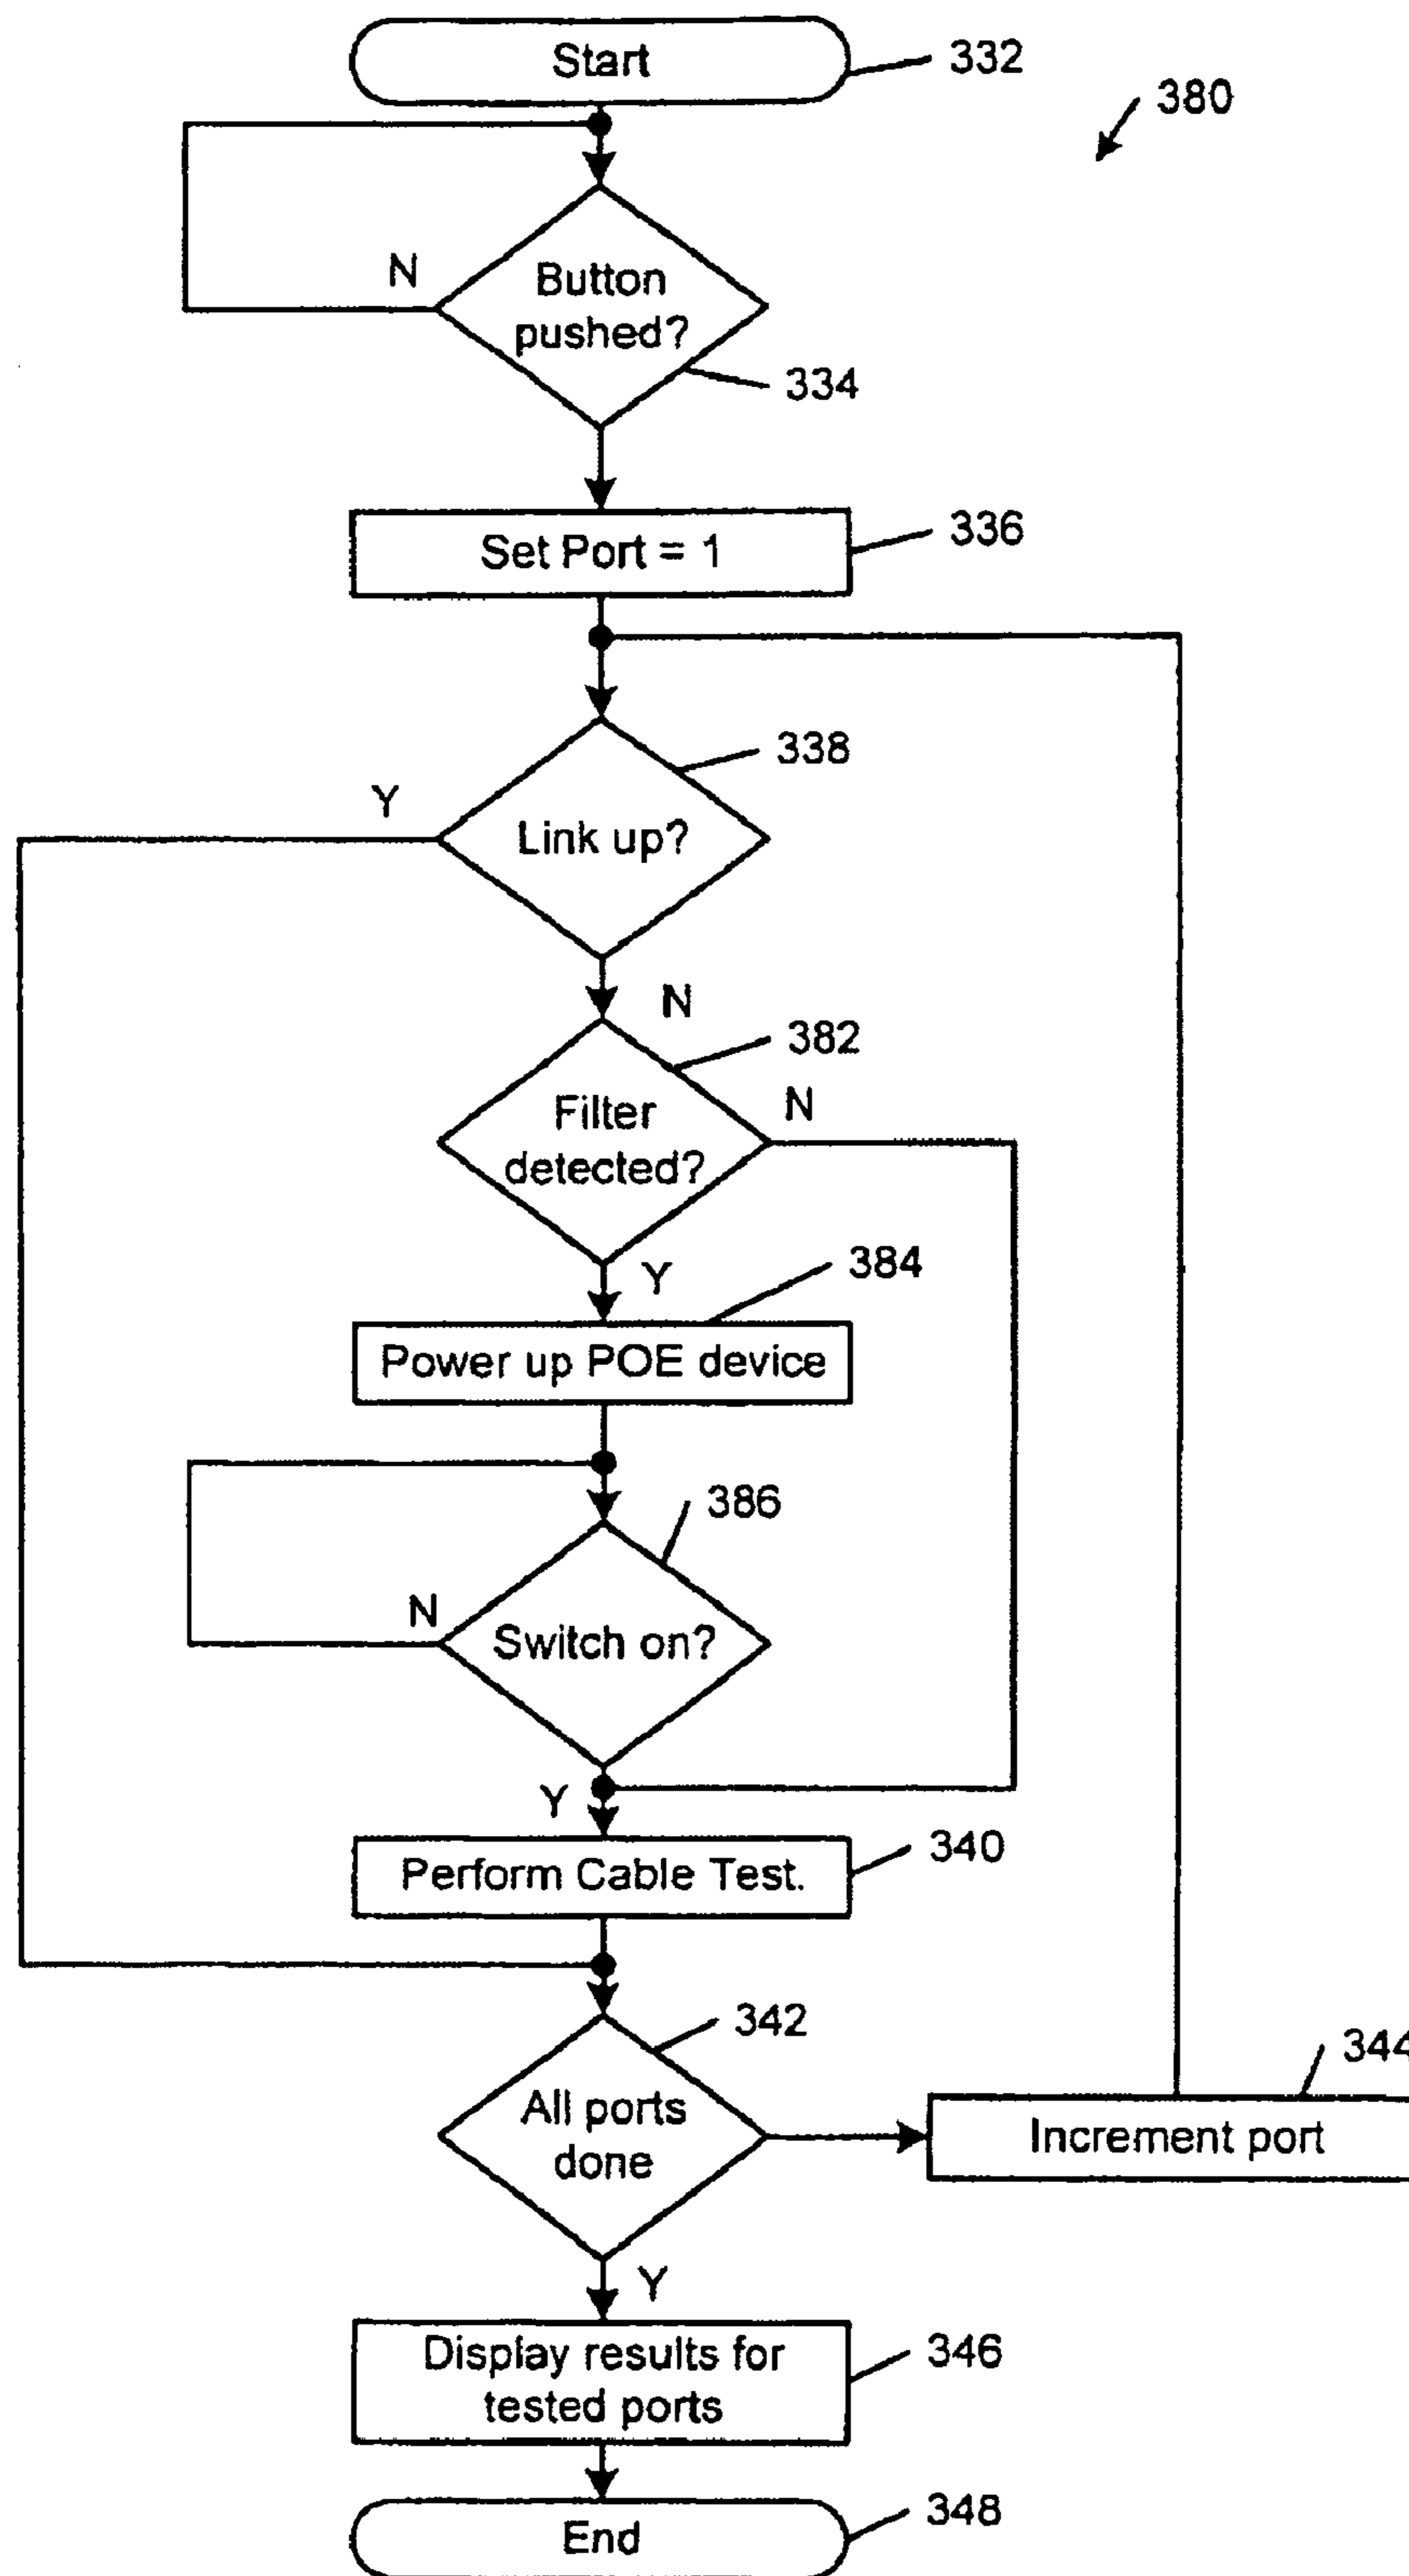 Start
332
380
N
Button
pushed?
334
Set Port = 1
336
338
Y
Link up?
N
382
N
Filter
detected?
Y
384
Power up POE device
386
N
Switch on?
Y
Perform Cable Test.
340
342
All ports
done
344
Increment port
Y
Display results for
tested ports
346
End
348